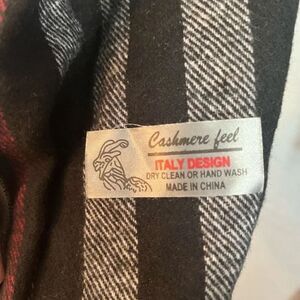 Cashmere feel
ITALY DESIGN
DRY CLEAN OR HAND WASH
MADE IN CHINA